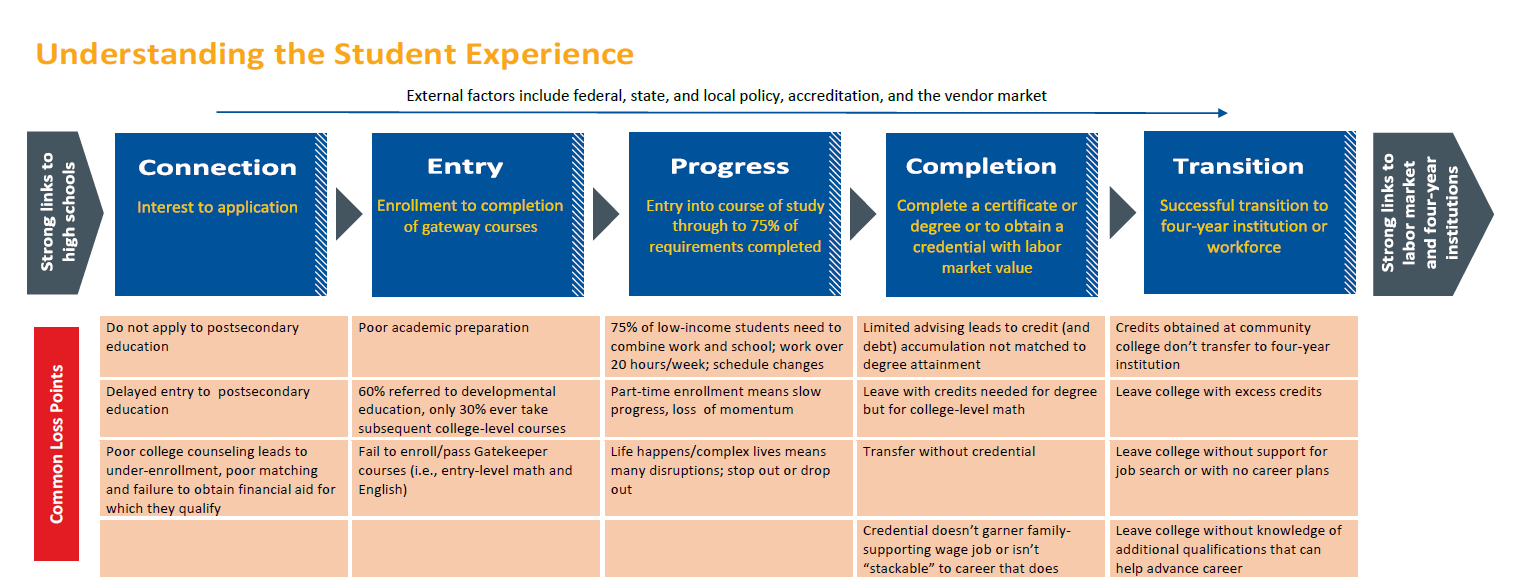 Understanding the Student Experience
External factors include federal, state, and local policy, accreditation, and the vendor market
Strong links to
high schools
Connection
Interest to application
Entry
Enrollment to completion
of gateway courses
Progress
Entry into course of study
through to 75% of
requirements completed
Completion
Complete a certificate or
degree or to obtain a
credential with labor
market value
Transition
Successful transition to
four-year institution or
workforce
Strong links to
labor market
and four-year
institutions
Common Loss Points
Do not apply to postsecondary
education
Poor academic preparation
75% of low-income students need to
combine work and school; work over
20 hours/week; schedule changes
Limited advising leads to credit (and
debt) accumulation not matched to
degree attainment
Credits obtained at community
college don’t transfer to four-year
institution
Delayed entry to postsecondary
education
60% referred to developmental
education, only 30% ever take
subsequent college-level courses
Part-time enrollment means slow
progress, loss of momentum
Leave with credits needed for degree
but for college-level math
Leave college with excess credits
Poor college counseling leads to
under-enrollment, poor matching
and failure to obtain financial aid for
which they qualify
Fail to enroll/pass Gatekeeper
courses (i.e., entry-level math and
English)
Life happens/complex lives means
many disruptions; stop out or drop
out
Transfer without credential
Leave college without support for
job search or with no career plans
Credential doesn’t garner family-
supporting wage job or isn’t
“stackable” to career that does
Leave college without knowledge of
additional qualifications that can
help advance career